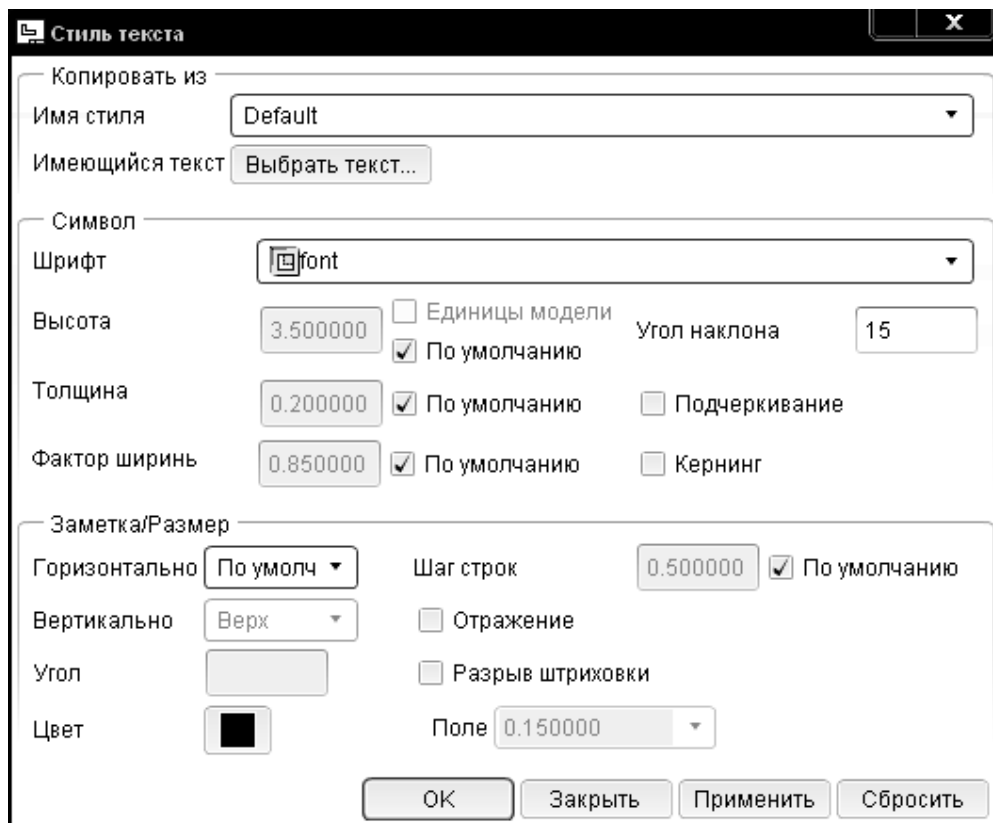 Стиль текста
Копировать из
Имя стиля Default
Имеющийся текст Выбрать текст...
Символ
Шрифт font
Высота 3.500000 Единицы модели Угол наклона 15
По умолчанию
Толщина 0.200000 По умолчанию Подчеркивание
Фактор ширинь 0.850000 По умолчанию Кернинг
Заметка/Размер
Горизонтально По умолч Шаг строк 0.500000 По умолчанию
Вертикально Верх Отражение
Угол Разрыв штриховки
Цвет Поле 0.150000
OK Закрыть Применить Сбросить